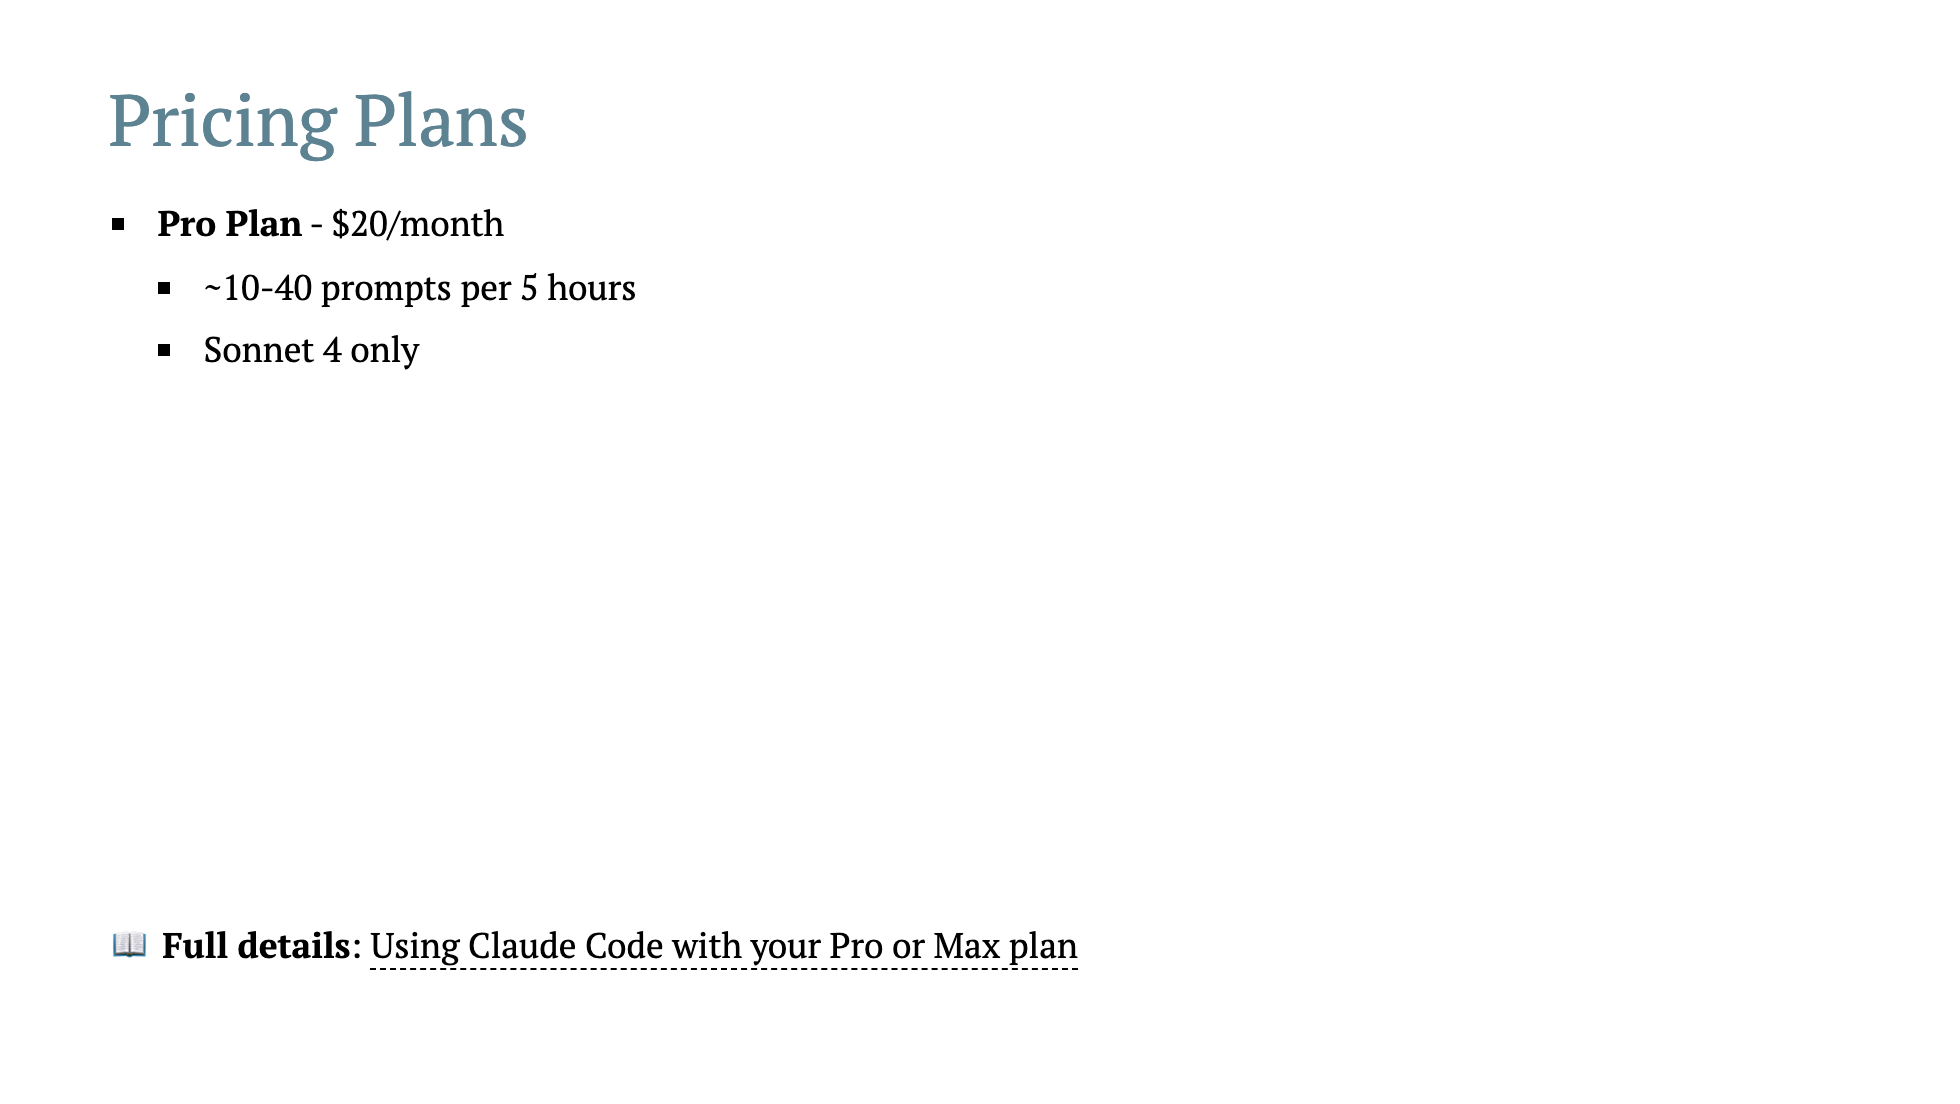 Pricing Plans
Pro Plan - $20/month
~10-40 prompts per 5 hours
Sonnet 4 only
Full details: Using Claude Code with your Pro or Max plan